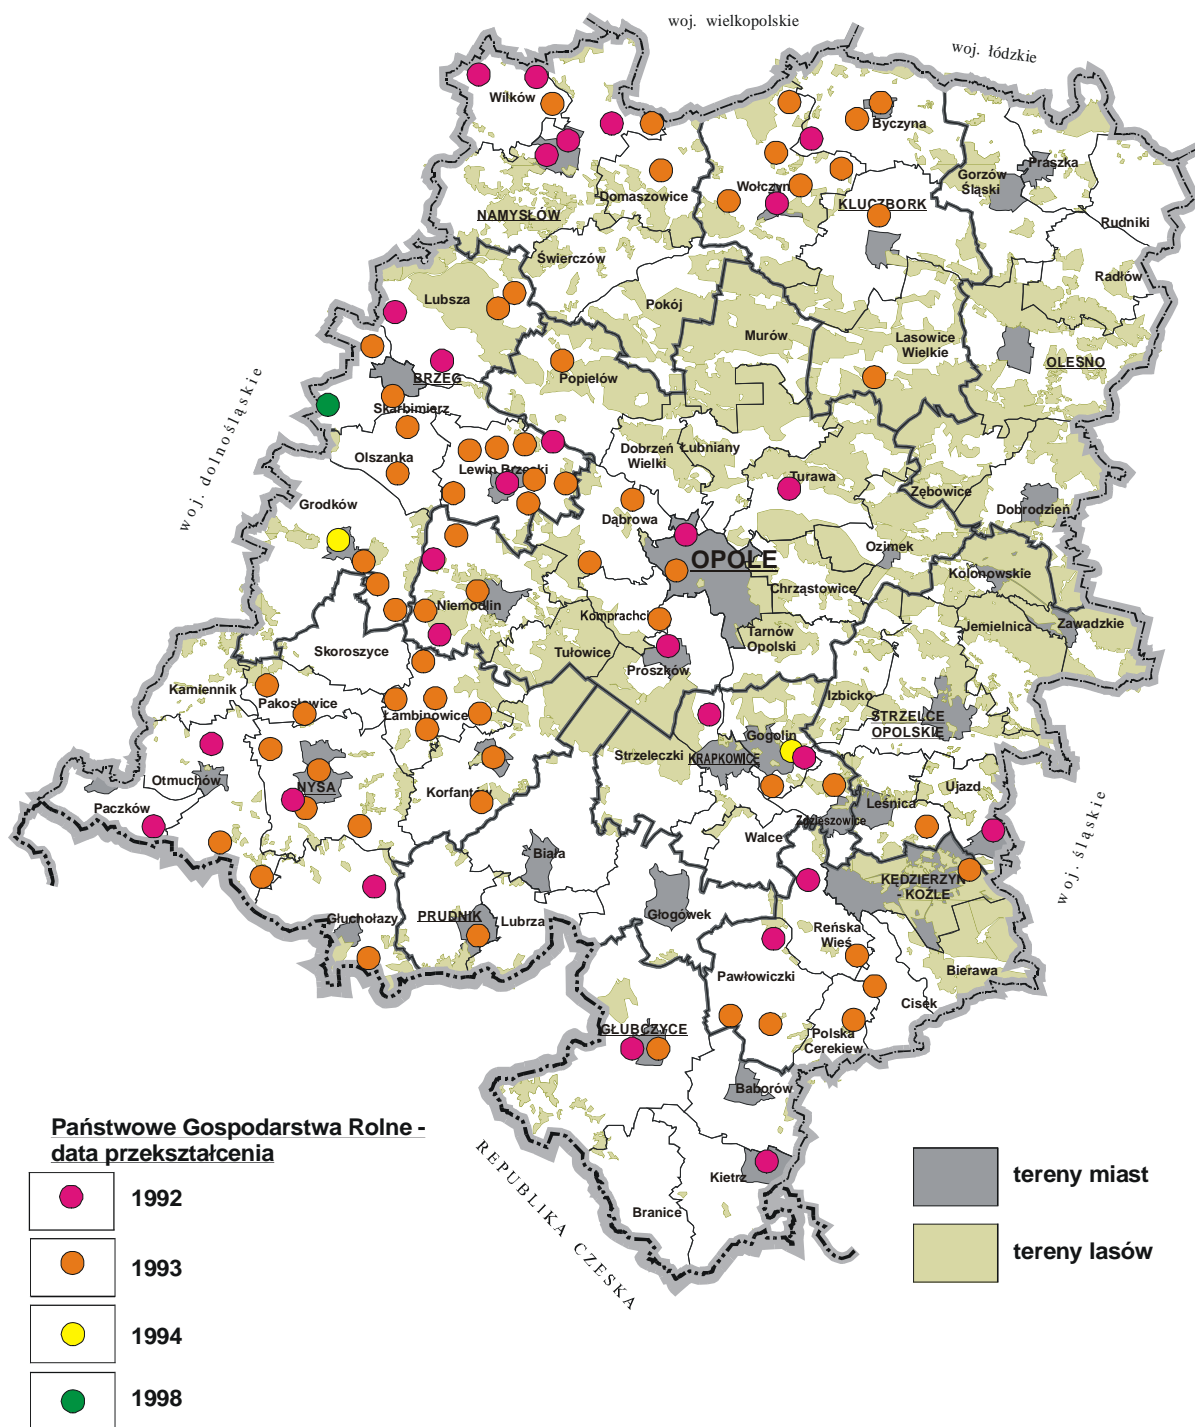 woj. wielkopolskie
woj. łódzkie
Wilków
Byczyna
Praszka
Gorzów
Śląski
Wołczyn
Domaszowice
KLUCZBORK
NAMYSŁÓW
Rudniki
Świerczów
Radłów
Lubsza
Pokój
Murów
Lasowice
Wielkie
OLESNO
BRZEG
Popielów
Skarbimierz
woj. dolnośląskie
Dobrzeń
Wielki
Łubniany
Olszanka
Lewin Brzeski
Turawa
Zębowice
Grodków
Dobrodzień
Dąbrowa
OPOLE
Ozimek
Kolonowskie
Chrząstowice
Niemodlin
Komprachcice
Jemielnica
Zawadzkie
Tarnów
Opolski
Skoroszyce
Tułowice
Prószków
Kamiennik
Pakosławice
Izbicko
Łambinowice
STRZELCE
OPOLSKIE
Gogolin
Strzeleczki
KRAPKOWICE
Otmuchów
NYSA
Korfantów
Ujazd
Leśnica
Paczków
Zdzieszowice
woj. śląskie
Walce
Biała
KĘDZIERZYN
- KOŹLE
Głuchołazy
PRUDNIK
Lubrza
Głogówek
Reńska
Wieś
Bierawa
Pawłowiczki
Cisek
GŁUBCZYCE
Polska
Cerekiew
Baborów
Państwowe Gospodarstwa Rolne -
data przekształcenia
REPUBLIKA CZESKA
Kietrz
Branice
1992
1993
1994
1998
tereny miast
tereny lasów